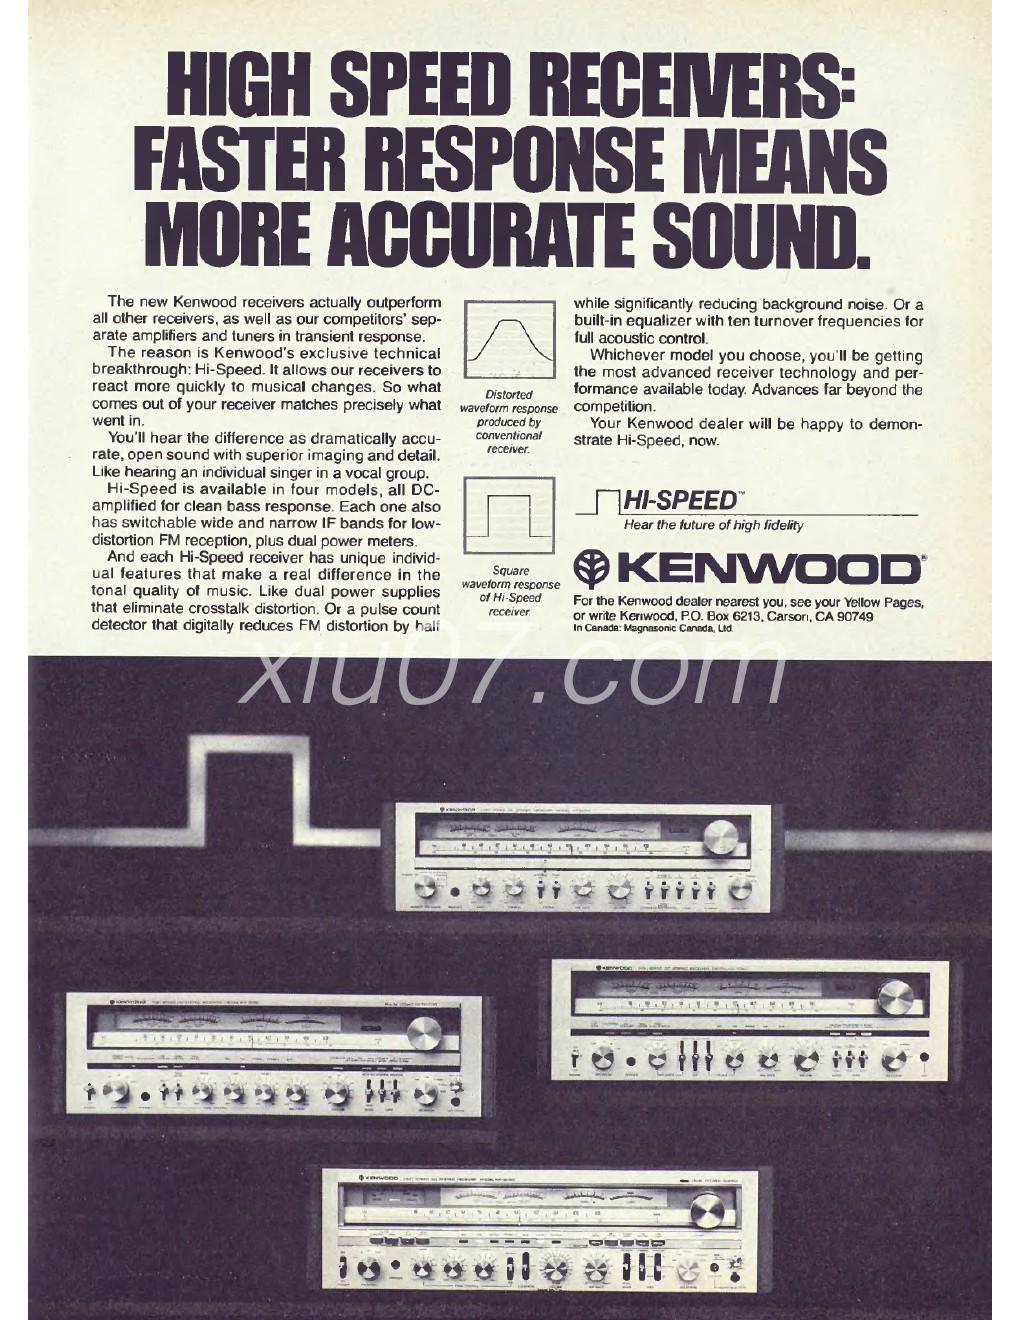 HIGH SPEED RECEIVERS:
FASTER RESPONSE MEANS
MORE ACCURATE SOUND.
The new Kenwood receivers actually outperform
all other receivers, as well as our competitors' sep-
arate amplifiers and tuners in transient response.
The reason is Kenwood's exclusive technical
breakthrough: Hi-Speed. It allows our receivers to
react more quickly to musical changes. So what
comes out of your receiver matches precisely what
went in.
You'll hear the difference as dramatically accu-
rate, open sound with superior imaging and detail.
Like hearing an individual singer in a vocal group.
Hi-Speed is available in four models, all DC-
amplified for clean bass response. Each one also
has switchable wide and narrow IF bands for low-
distortion FM reception, plus dual power meters.
And each Hi-Speed receiver has unique individ-
ual features that make a real difference in the
tonal quality of music. Like dual power supplies
that eliminate crosstalk distortion. Or a pulse count
detector that digitally reduces FM distortion by half
Distorted
waveform response
produced by
conventional
receiver.
Square
waveform response
of Hi-Speed
receiver.
while significantly reducing background noise. Or a
built-in equalizer with ten turnover frequencies for
full acoustic control.
Whichever model you choose, you'll be getting
the most advanced receiver technology and per-
formance available today. Advances far beyond the
competition.
Your Kenwood dealer will be happy to demon-
strate Hi-Speed, now.
HI-SPEED™
Hear the future of high fidelity
KENWOOD®
For the Kenwood dealer nearest you, see your Yellow Pages,
or write Kenwood, P.O. Box 6213, Carson, CA 90749
In Canada: Magnasonic Canada, Ltd.
xiu07.com
KENWOOD
KENWOOD
KENWOOD
KENWOOD